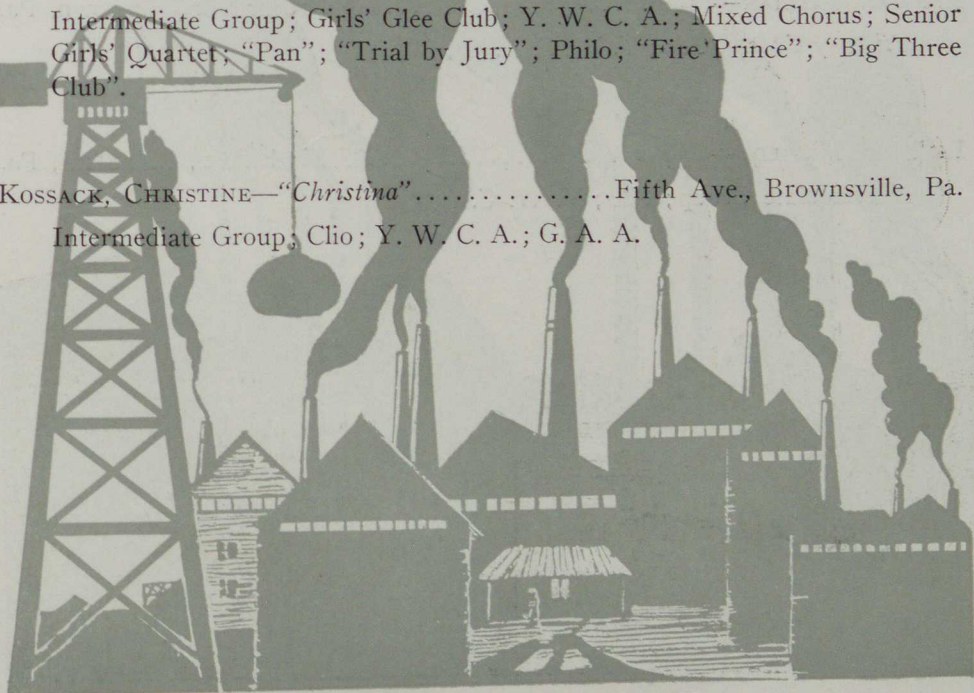 Intermediate Group; Girls' Glee Club; Y. W. C. A.; Mixed Chorus; Senior
Girls' Quartet; "Pan"; "Trial by Jury"; Philo; "Fire Prince"; "Big Three
Club".
KOSSACK, CHRISTINE—"Christina"...............Fifth Ave., Brownsville, Pa.
Intermediate Group; Clio; Y. W. C. A.; G. A. A.